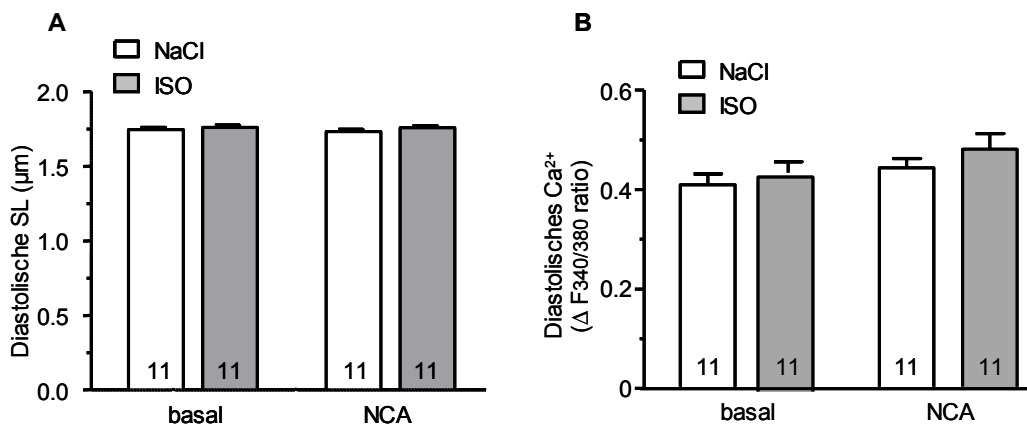 A
NaCl
ISO
Diastolische SL (µm)
2.0
1.75
1.0
0.5
0.0
11
11
11
11
basal
NCA
B
NaCl
ISO
Diastolisches Ca²⁺
(Δ F340/380 ratio)
0.6
0.4
0.2
0
11
11
11
11
basal
NCA